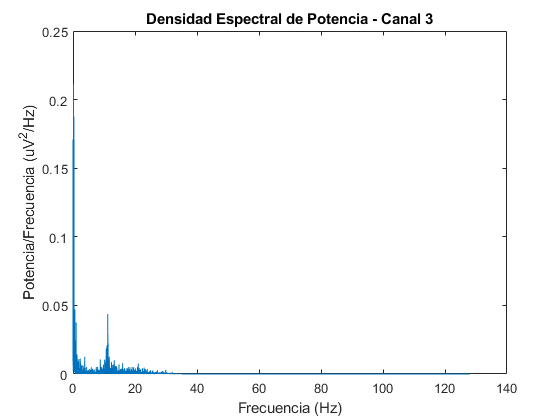 Densidad Espectral de Potencia - Canal 3
0.25
0.2
0.15
0.1
0.05
0
Potencia/Frecuencia (uV²/Hz)
0 20 40 60 80 100 120 140
Frecuencia (Hz)